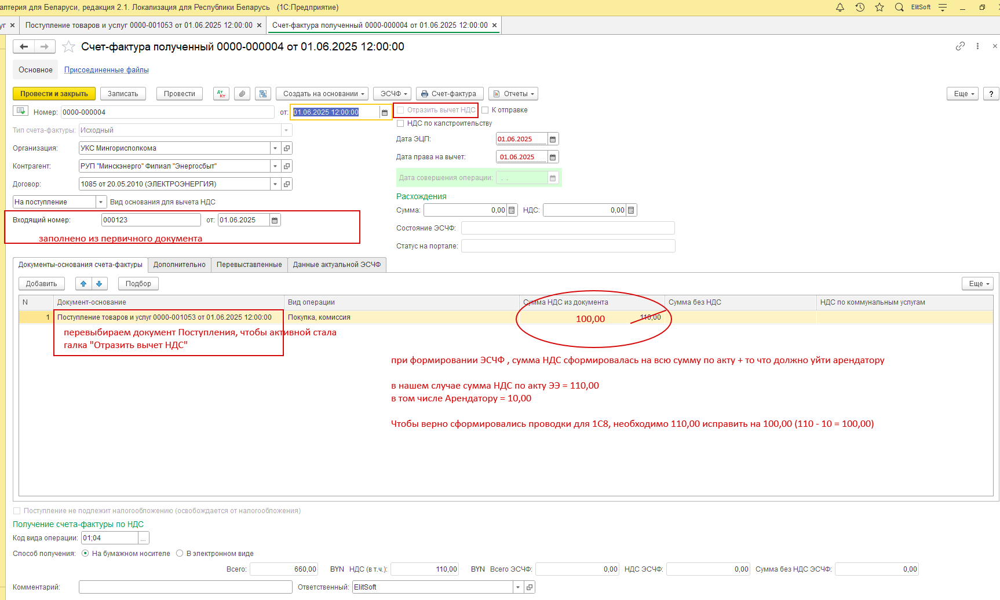 алтерия для Беларуси, редакция 2.1. Локализация для Республики Беларусь (1С:Предприятие)
ElitSoft
уг ×
Поступление товаров и услуг 0000-001053 от 01.06.2025 12:00:00 ×
Счет-фактура полученный 0000-000004 от 01.06.2025 12:00:00 ×
Счет-фактура полученный 0000-000004 от 01.06.2025 12:00:00
Основное Присоединенные файлы
Провести и закрыть Записать Провести Дт Кт Создать на основании ЭСЧФ Счет-фактура Отчеты Еще ?
Номер: 0000-000004 от: 01.06.2025 12:00:00 Отразить вычет НДС К отправке
НДС по капстроительству
Тип счета-фактуры: Исходный
Дата ЭЦП: 01.06.2025
Организация: УКС Мингорисполкома
Дата права на вычет: 01.06.2025
Контрагент: РУП "Минскэнерго" Филиал "Энергосбыт"
Дата совершения операции: . .
Договор: 1085 от 20.05.2010 (ЭЛЕКТРОЭНЕРГИЯ)
Расхождения
На поступление Вид основания для вычета НДС
Сумма: 0,00 НДС: 0,00
Входящий номер: 000123 от: 01.06.2025
Состояние ЭСЧФ:
заполнено из первичного документа
Статус на портале:
Документы-основания счета-фактуры Дополнительно Перевыставленные Данные актуальной ЭСЧФ
Добавить Подбор Еще
N Документ-основание Вид операции Сумма НДС из документа Сумма без НДС НДС по коммунальным услугам
1 Поступление товаров и услуг 0000-001053 от 01.06.2025 12:00:00 Покупка, комиссия 100,00 110,00
перевыбираем документ Поступления, чтобы активной стала
галка "Отразить вычет НДС"
при формировании ЭСЧФ , сумма НДС сформировалась на всю сумму по акту + то что должно уйти арендатору
в нашем случае сумма НДС по акту ЭЭ = 110,00
в том числе Арендатору = 10,00
Чтобы верно сформировались проводки для 1С8, необходимо 110,00 исправить на 100,00 (110 - 10 = 100,00)
Поступление не подлежит налогообложению (освобождается от налогообложения)
Получение счета-фактуры по НДС
Код вида операции: 01;04 ...
Способ получения: На бумажном носителе В электронном виде
Всего: 660,00 BYN НДС (в т.ч.): 110,00 BYN Всего ЭСЧФ: 0,00 НДС ЭСЧФ: 0,00 Сумма без НДС ЭСЧФ: 0,00
Комментарий: Ответственный: ElitSoft